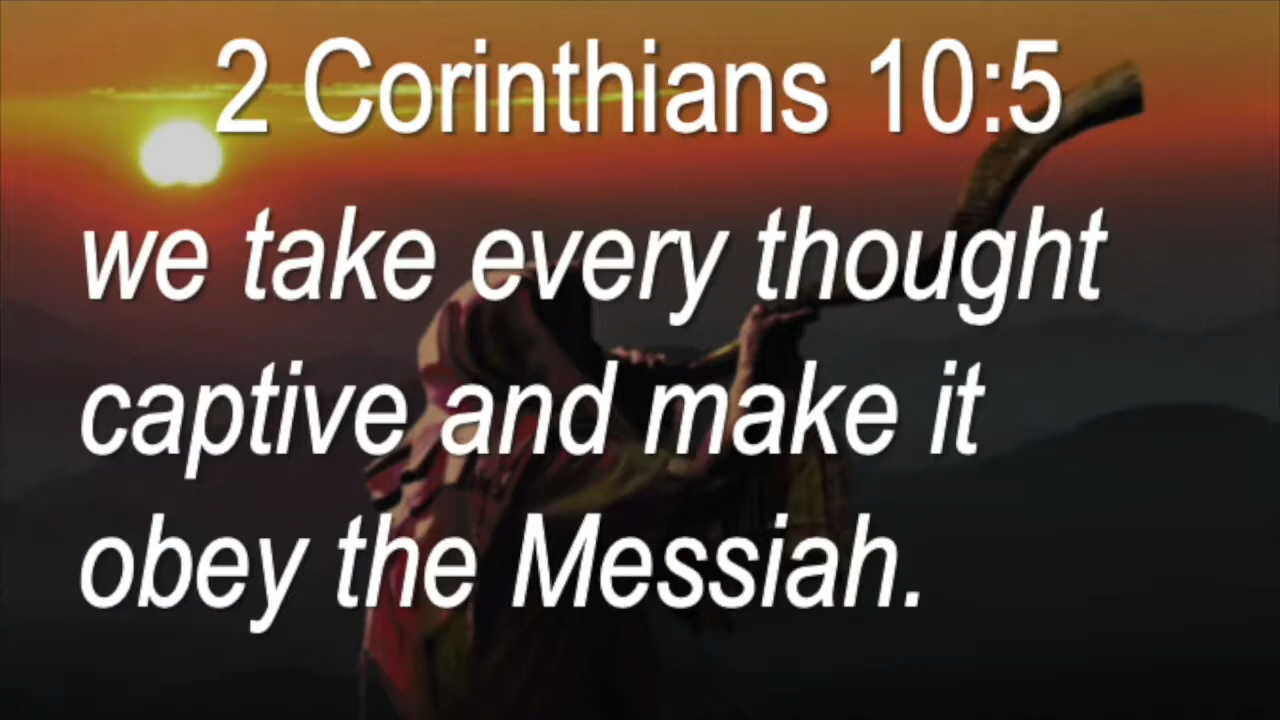 2 Corinthians 10:5
we take every thought
captive and make it
obey the Messiah.